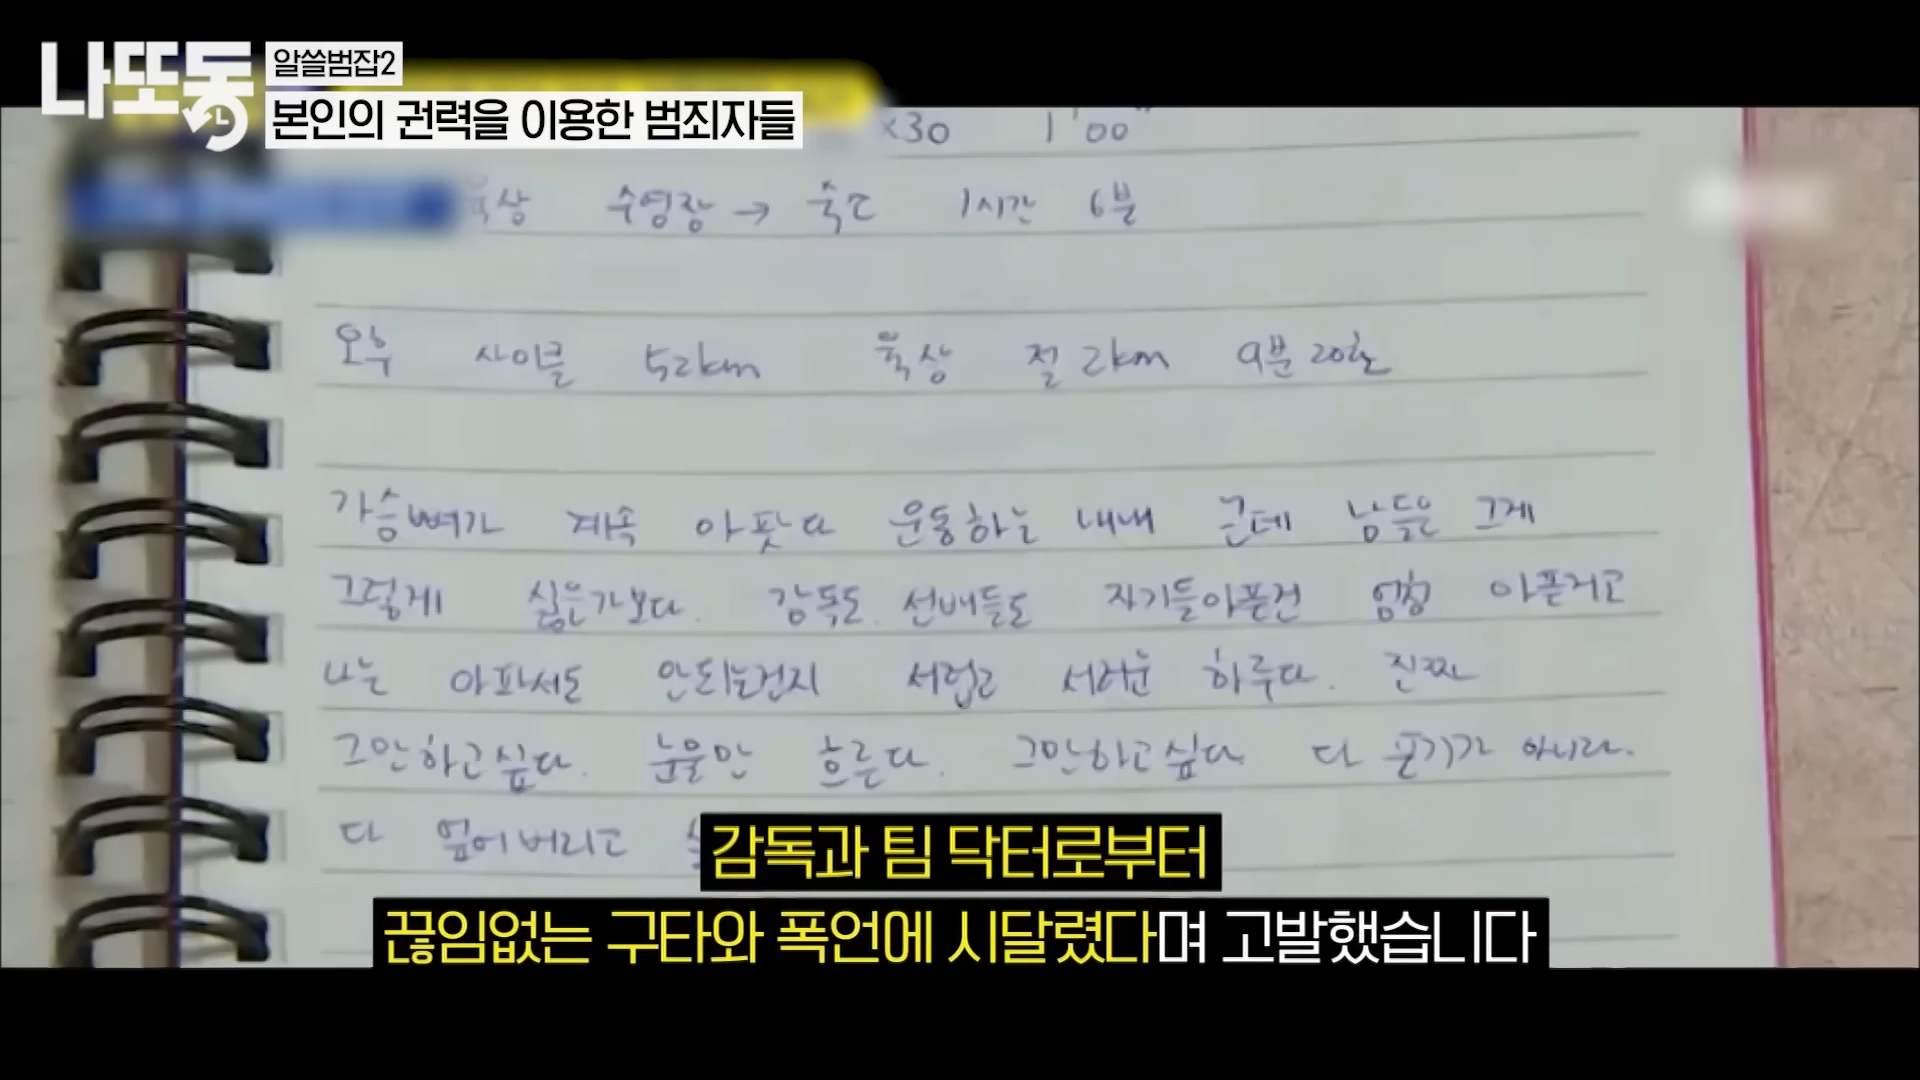 나또동
알쓸범잡2
본인의 권력을 이용한 범죄자들
x30 1'00"
육상 수영장 → 숙소 1시간 6분
오후 사이클 52km 육상 젤 2km 9분 20초
가슴뼈가 계속 아팟다 운동하는 내내 근데 남들은 그게
그렇게 싫은가보다. 감독도 선배들도 자기들아픈건 엄청 아픈거고
나는 아파서도 안되는건지 서럽고 서러운 하루다. 진짜
그만하고싶다. 눈물만 흐른다. 그만하고싶다 다 끈기가 아니라.
다 엎어버리고
감독과 팀 닥터로부터
끊임없는 구타와 폭언에 시달렸다며 고발했습니다